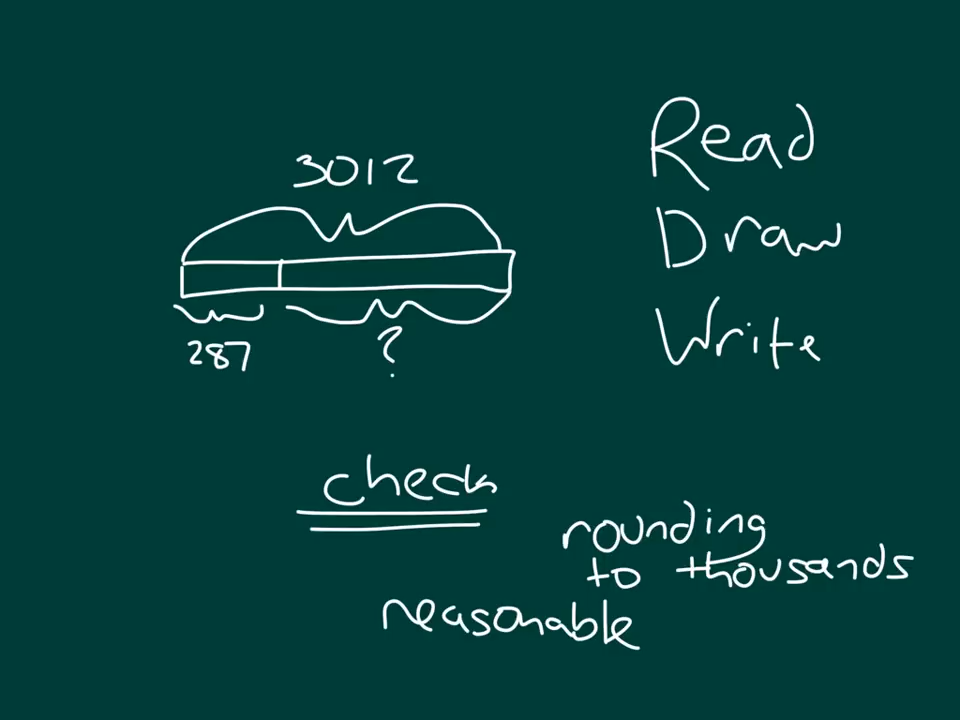 3012
287
?
Read
Draw
Write
check
rounding
to thousands
reasonable